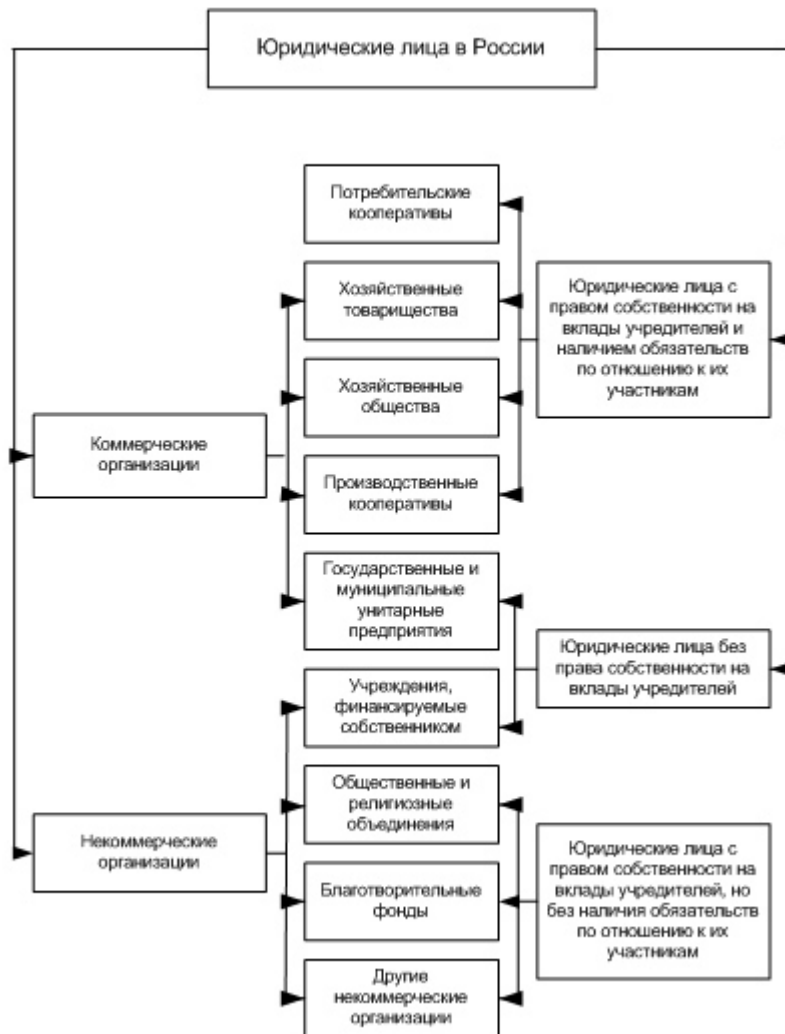 Юридические лица в России
Потребительские
кооперативы
Хозяйственные
товарищества
Юридические лица с
правом собственности на
вклады учредителей и
наличием обязательств
по отношению к их
участникам
Хозяйственные
общества
Коммерческие
организации
Производственные
кооперативы
Государственные и
муниципальные
унитарные
предприятия
Юридические лица без
права собственности на
вклады учредителей
Учреждения,
финансируемые
собственником
Общественные и
религиозные
объединения
Некоммерческие
организации
Юридические лица с
правом собственности на
вклады учредителей, но
без наличия обязательств
по отношению к их
участникам
Благотворительные
фонды
Другие
некоммерческие
организации